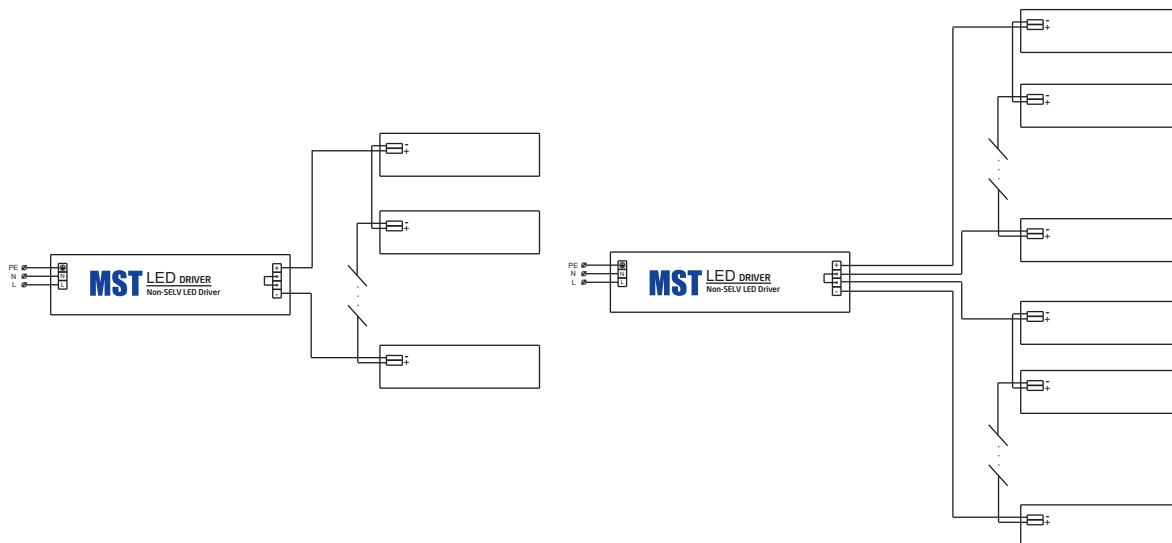 PE
N
L
N
L
+
-
MST LED DRIVER
Non-SELV LED Driver
-
+
-
+
-
+
PE
N
L
N
L
+
-
MST LED DRIVER
Non-SELV LED Driver
-
+
-
+
-
+
-
+
-
+
-
+